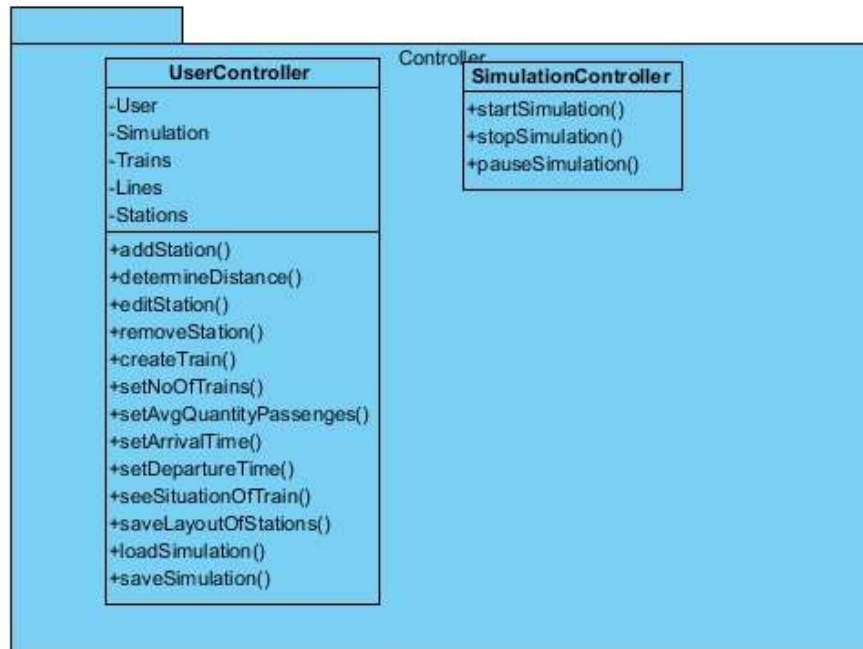 Controller
UserController
-User
-Simulation
-Trains
-Lines
-Stations
+addStation()
+determineDistance()
+editStation()
+removeStation()
+createTrain()
+setNoOfTrains()
+setAvgQuantityPassenges()
+setArrivalTime()
+setDepartureTime()
+seeSituationOfTrain()
+saveLayoutOfStations()
+loadSimulation()
+saveSimulation()
SimulationController
+startSimulation()
+stopSimulation()
+pauseSimulation()